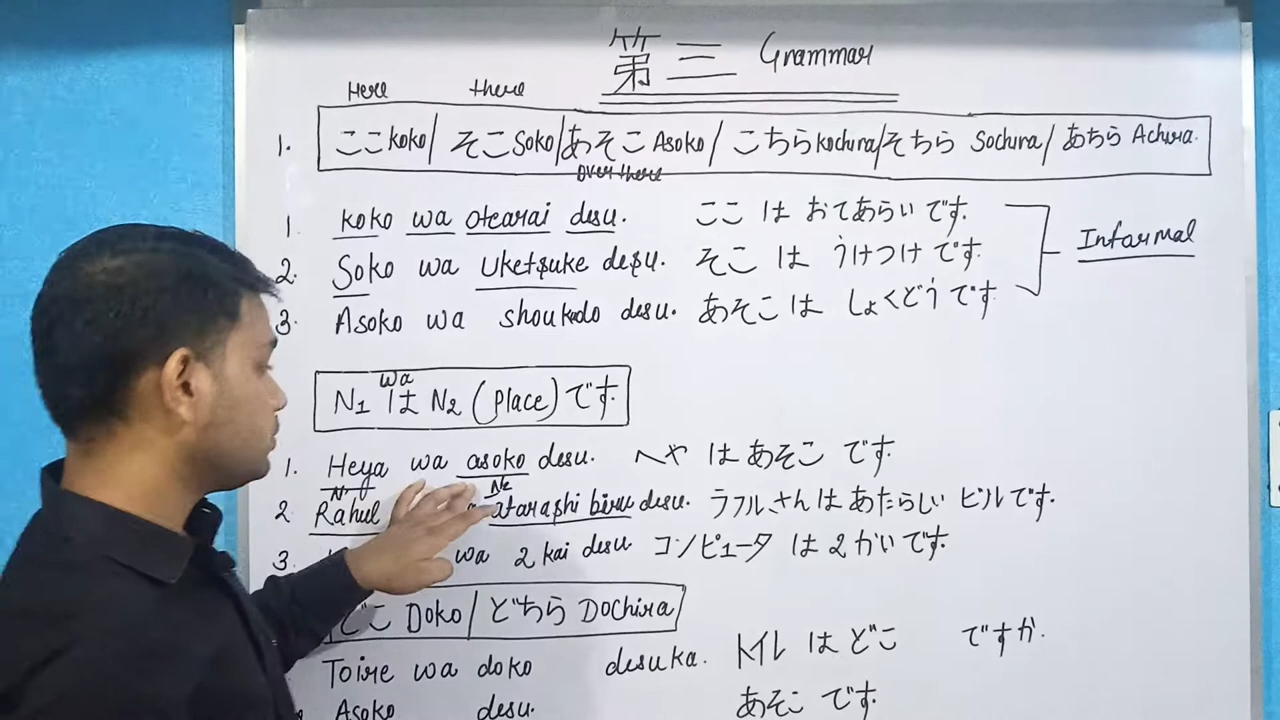 第三 Grammar
Here there
1. ここ koko/ そこ Soko/ あそこ Asoko/ こちら kochira/ そちら Sochira/ あちら Achira.
over there
1. koko wa otearai desu. ここ は おてあらい です。
2. Soko wa Uketsuke desu. そこ は うけつけ です。
Informal
3. Asoko wa shoukudo desu. あそこ は しょくどう です
wa
N1 は N2 (place) です。
1. Heya wa asoko desu. へや は あそこ です。
N1 N2
2 Rahul atarashi biru desu. ラフルさんは あたらしい ビルです。
3. wa 2 kai desu コンピュータ は 2 かいです。
どこ Doko/ どちら Dochira
Toire wa doko desuka. トイレ は どこ ですか.
Asoko desu. あそこ です。